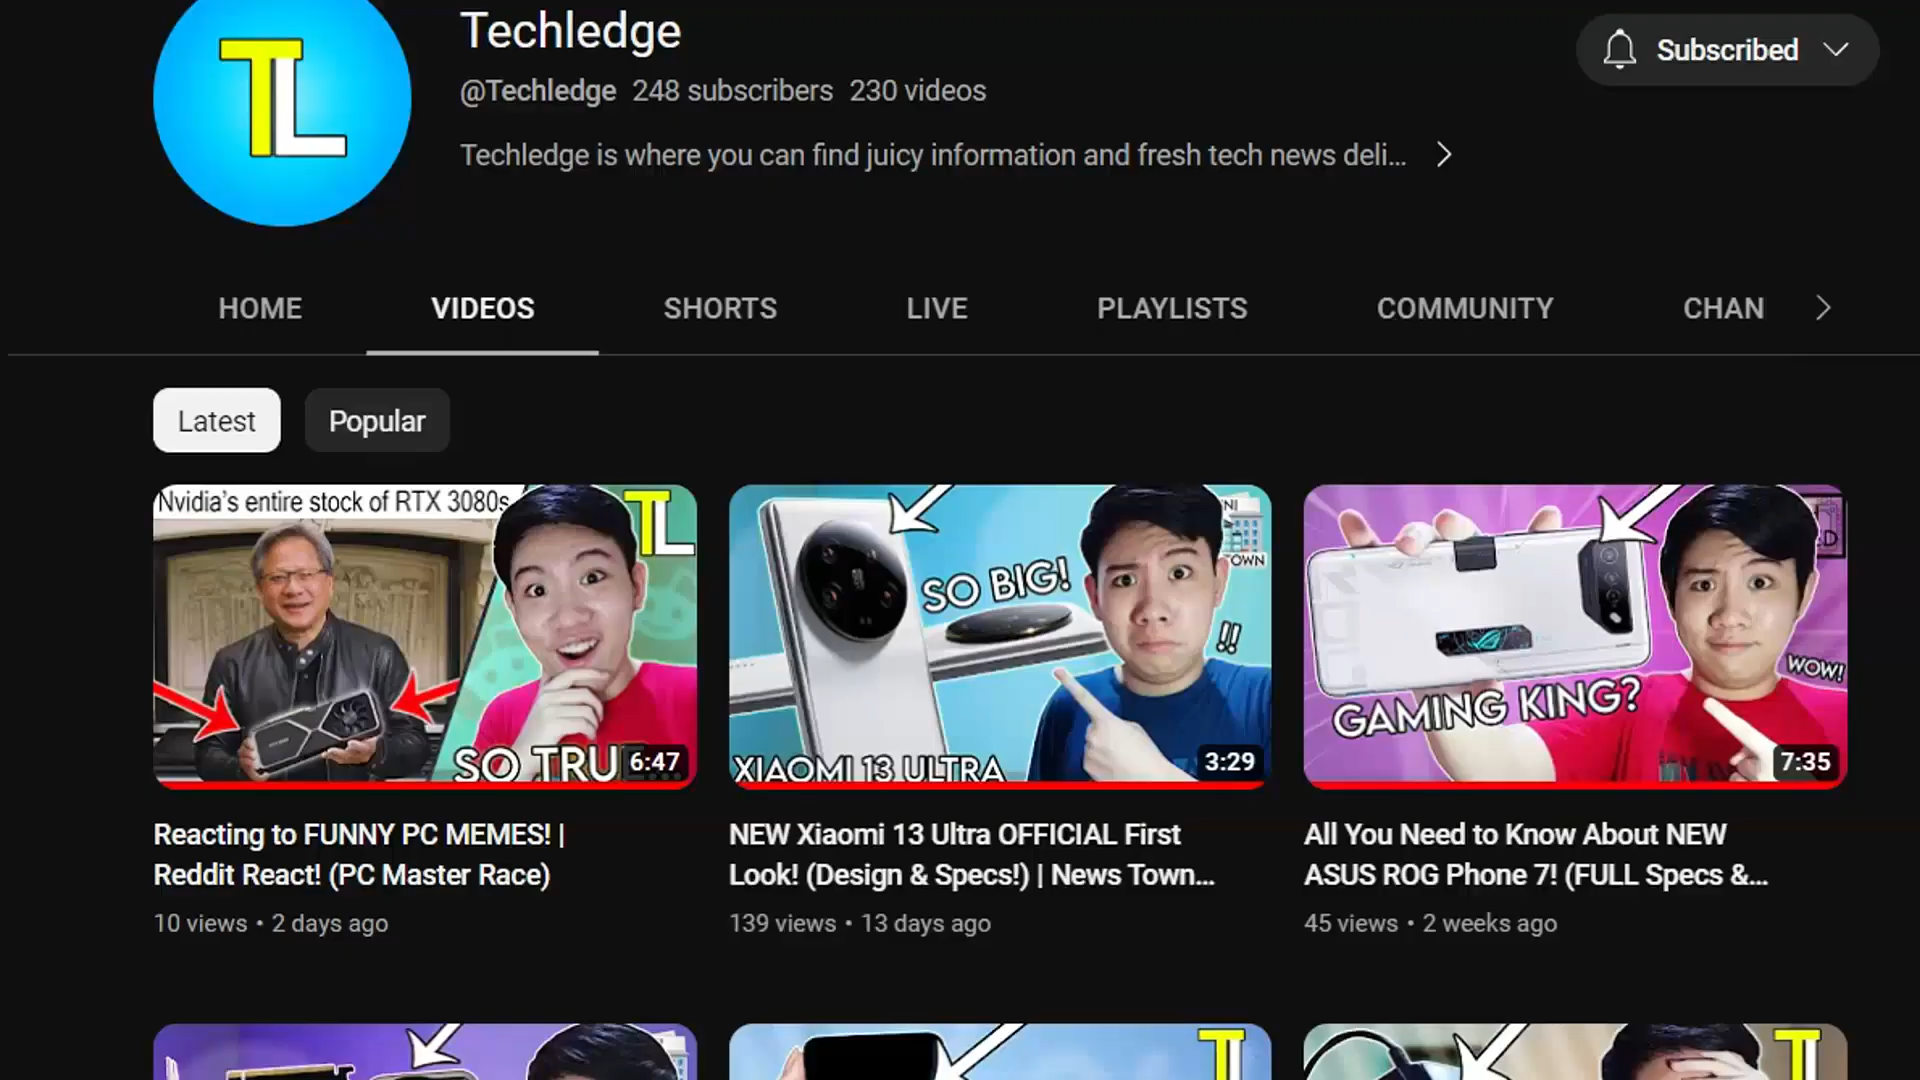 TL
Techledge
@Techledge 248 subscribers 230 videos
Subscribed
Techledge is where you can find juicy information and fresh tech news deli...
HOME VIDEOS SHORTS LIVE PLAYLISTS COMMUNITY CHAN
Latest Popular
Nvidia's entire stock of RTX 3080s
TL
SO TRU
6:47
SO BIG!
TOWN
!!
XIAOMI 13 ULTRA
3:29
GAMING KING?
WOW!
7:35
Reacting to FUNNY PC MEMES! |
Reddit React! (PC Master Race)
10 views • 2 days ago
NEW Xiaomi 13 Ultra OFFICIAL First
Look! (Design & Specs!) | News Town...
139 views • 13 days ago
All You Need to Know About NEW
ASUS ROG Phone 7! (FULL Specs &...
45 views • 2 weeks ago